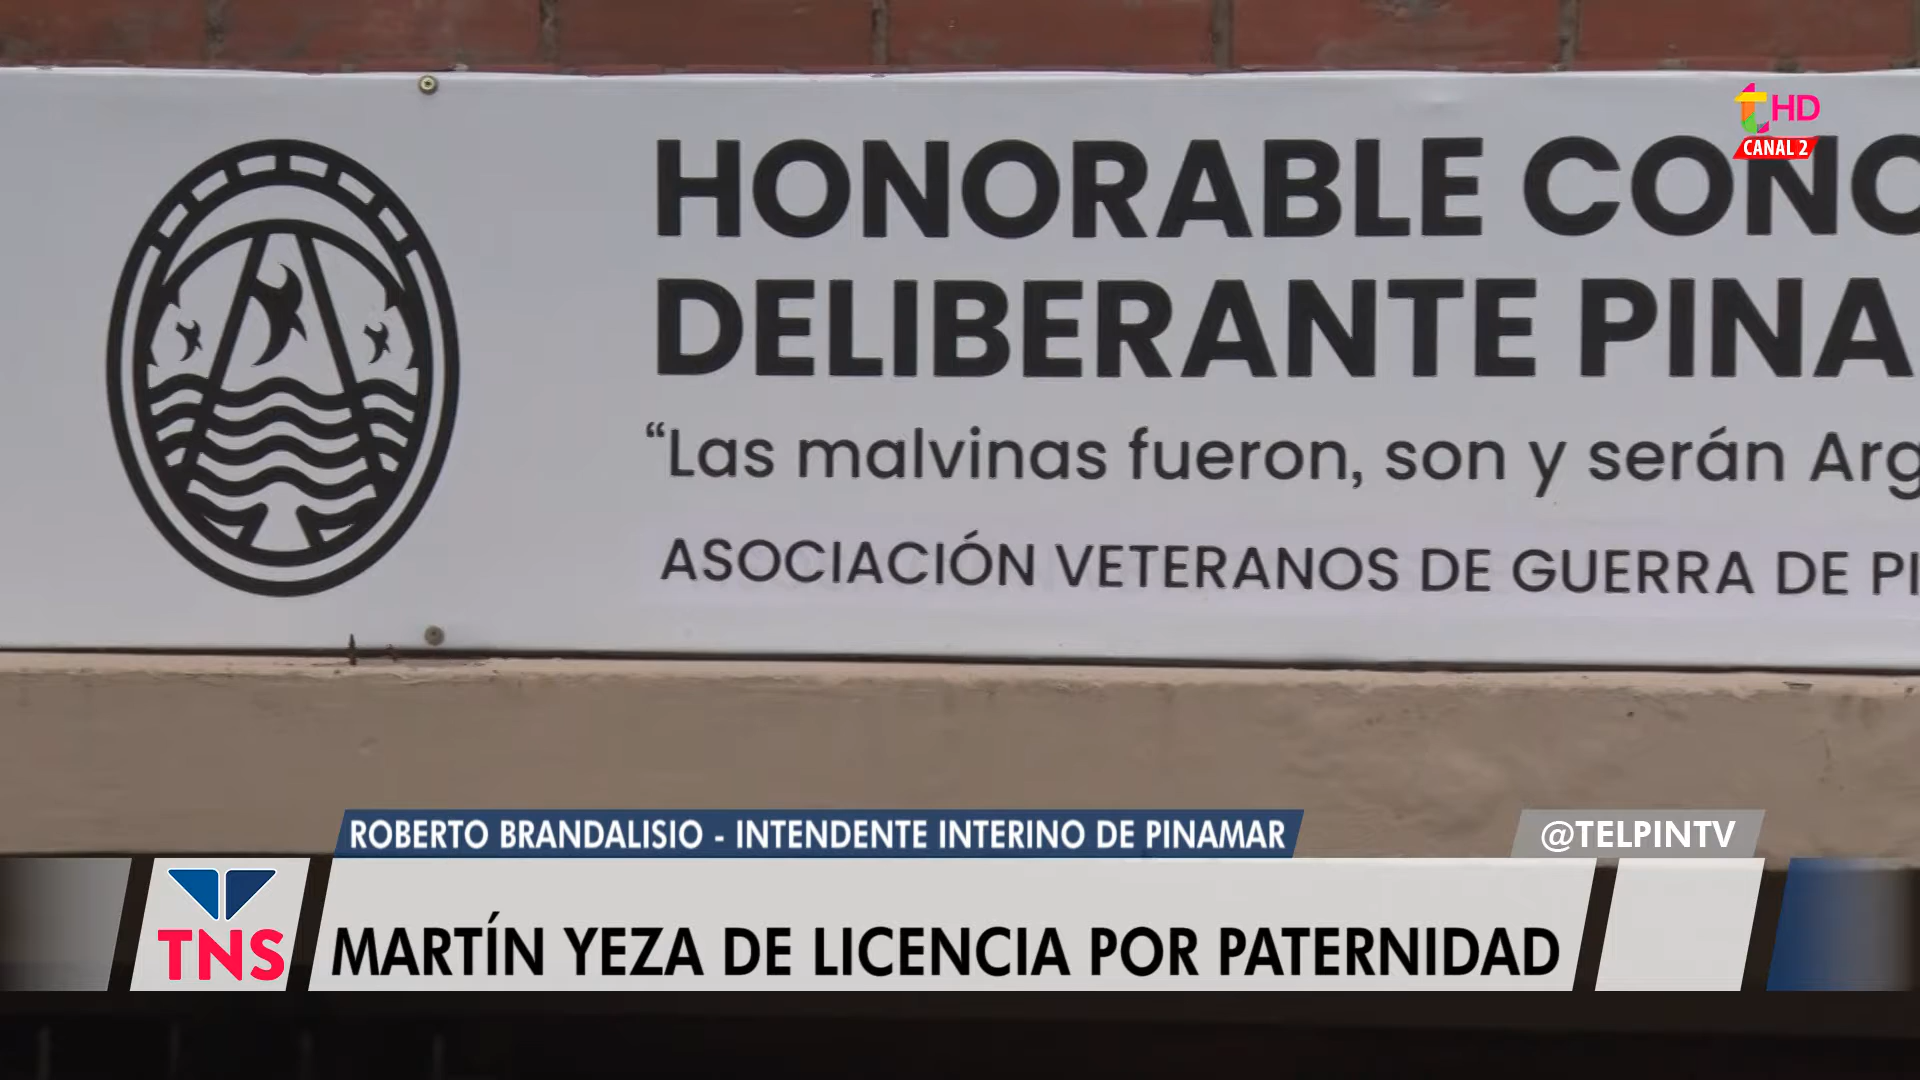 HD
CANAL 2
HONORABLE CONC
DELIBERANTE PINA
“Las malvinas fueron, son y serán Arg
ASOCIACIÓN VETERANOS DE GUERRA DE PI
ROBERTO BRANDALISIO - INTENDENTE INTERINO DE PINAMAR
@TELPINTV
TNS
MARTÍN YEZA DE LICENCIA POR PATERNIDAD